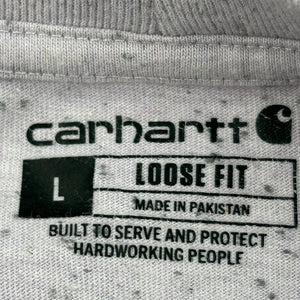 carhartt
L
LOOSE FIT
MADE IN PAKISTAN
BUILT TO SERVE AND PROTECT
HARDWORKING PEOPLE